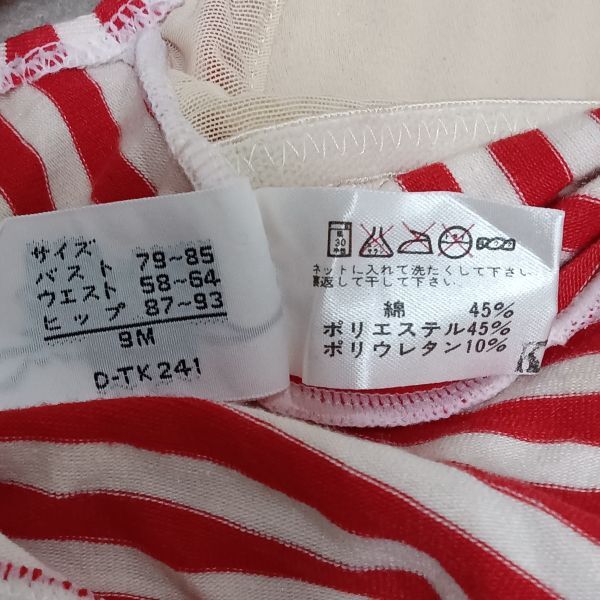 サイズ
バスト 79~85
ウエスト 58~64
ヒップ 87~93
9M
D-TK241
30
ネットに入れて洗たくして下さい。
裏返して干して下さい。
綿 45%
ポリエステル45%
ポリウレタン10%